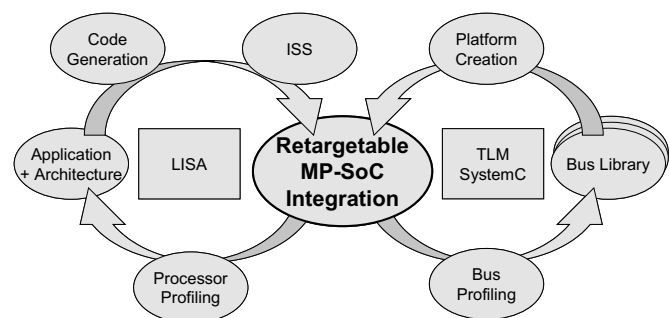 Code
Generation
ISS
Platform
Creation
Application
+ Architecture
LISA
Retargetable
MP-SoC
Integration
TLM
SystemC
Bus Library
Processor
Profiling
Bus
Profiling